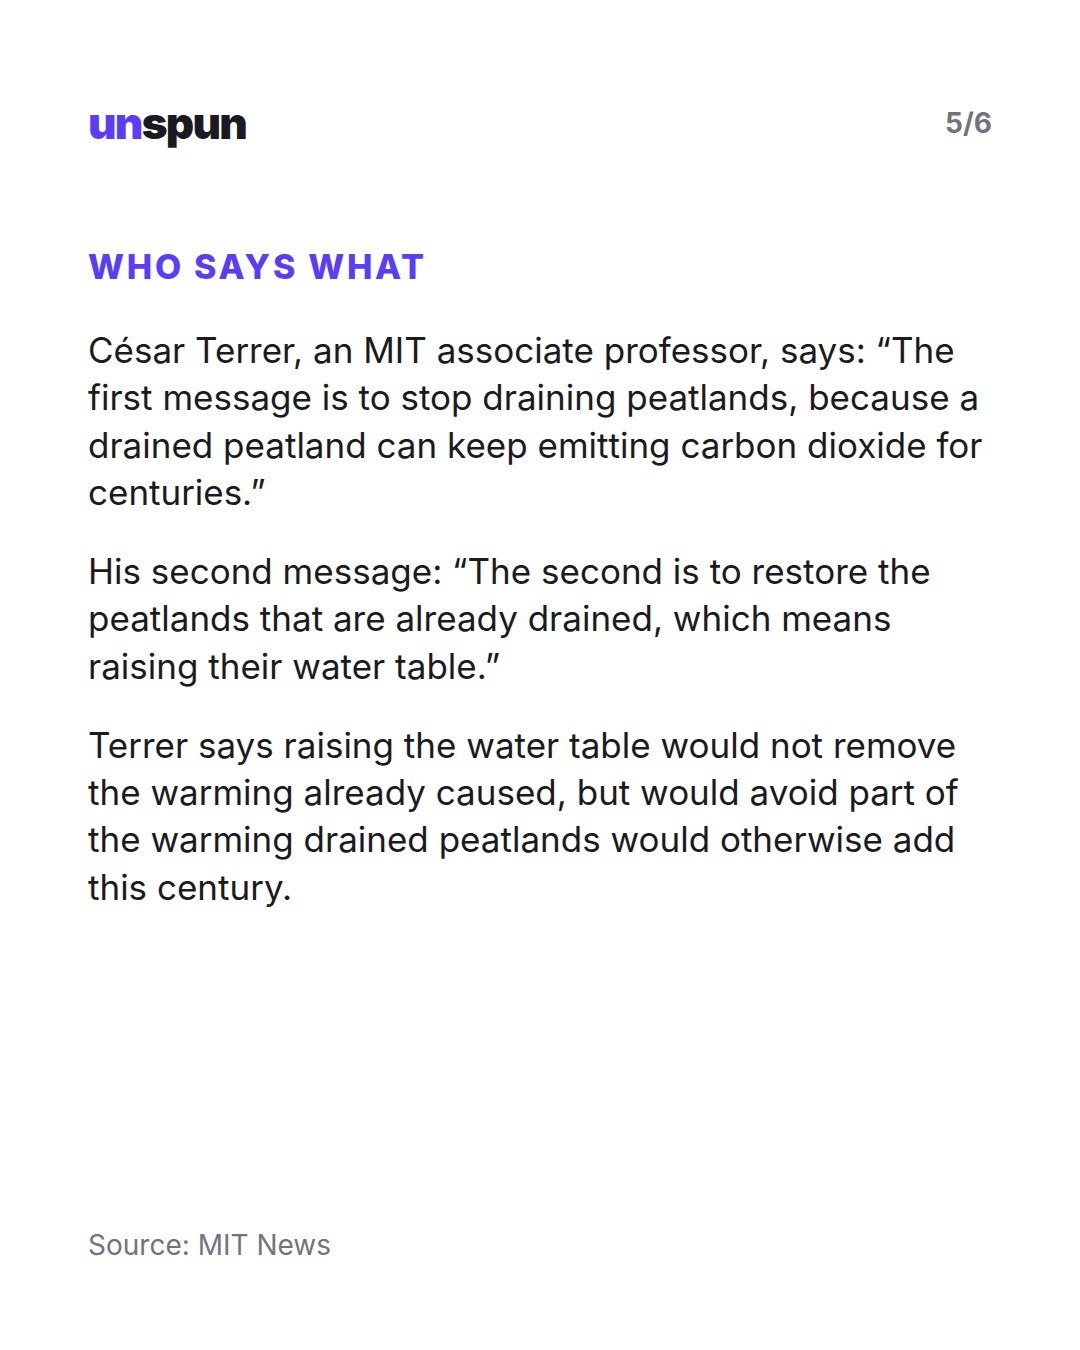 unspun
5/6
WHO SAYS WHAT
César Terrer, an MIT associate professor, says: “The
first message is to stop draining peatlands, because a
drained peatland can keep emitting carbon dioxide for
centuries.”
His second message: “The second is to restore the
peatlands that are already drained, which means
raising their water table.”
Terrer says raising the water table would not remove
the warming already caused, but would avoid part of
the warming drained peatlands would otherwise add
this century.
Source: MIT News